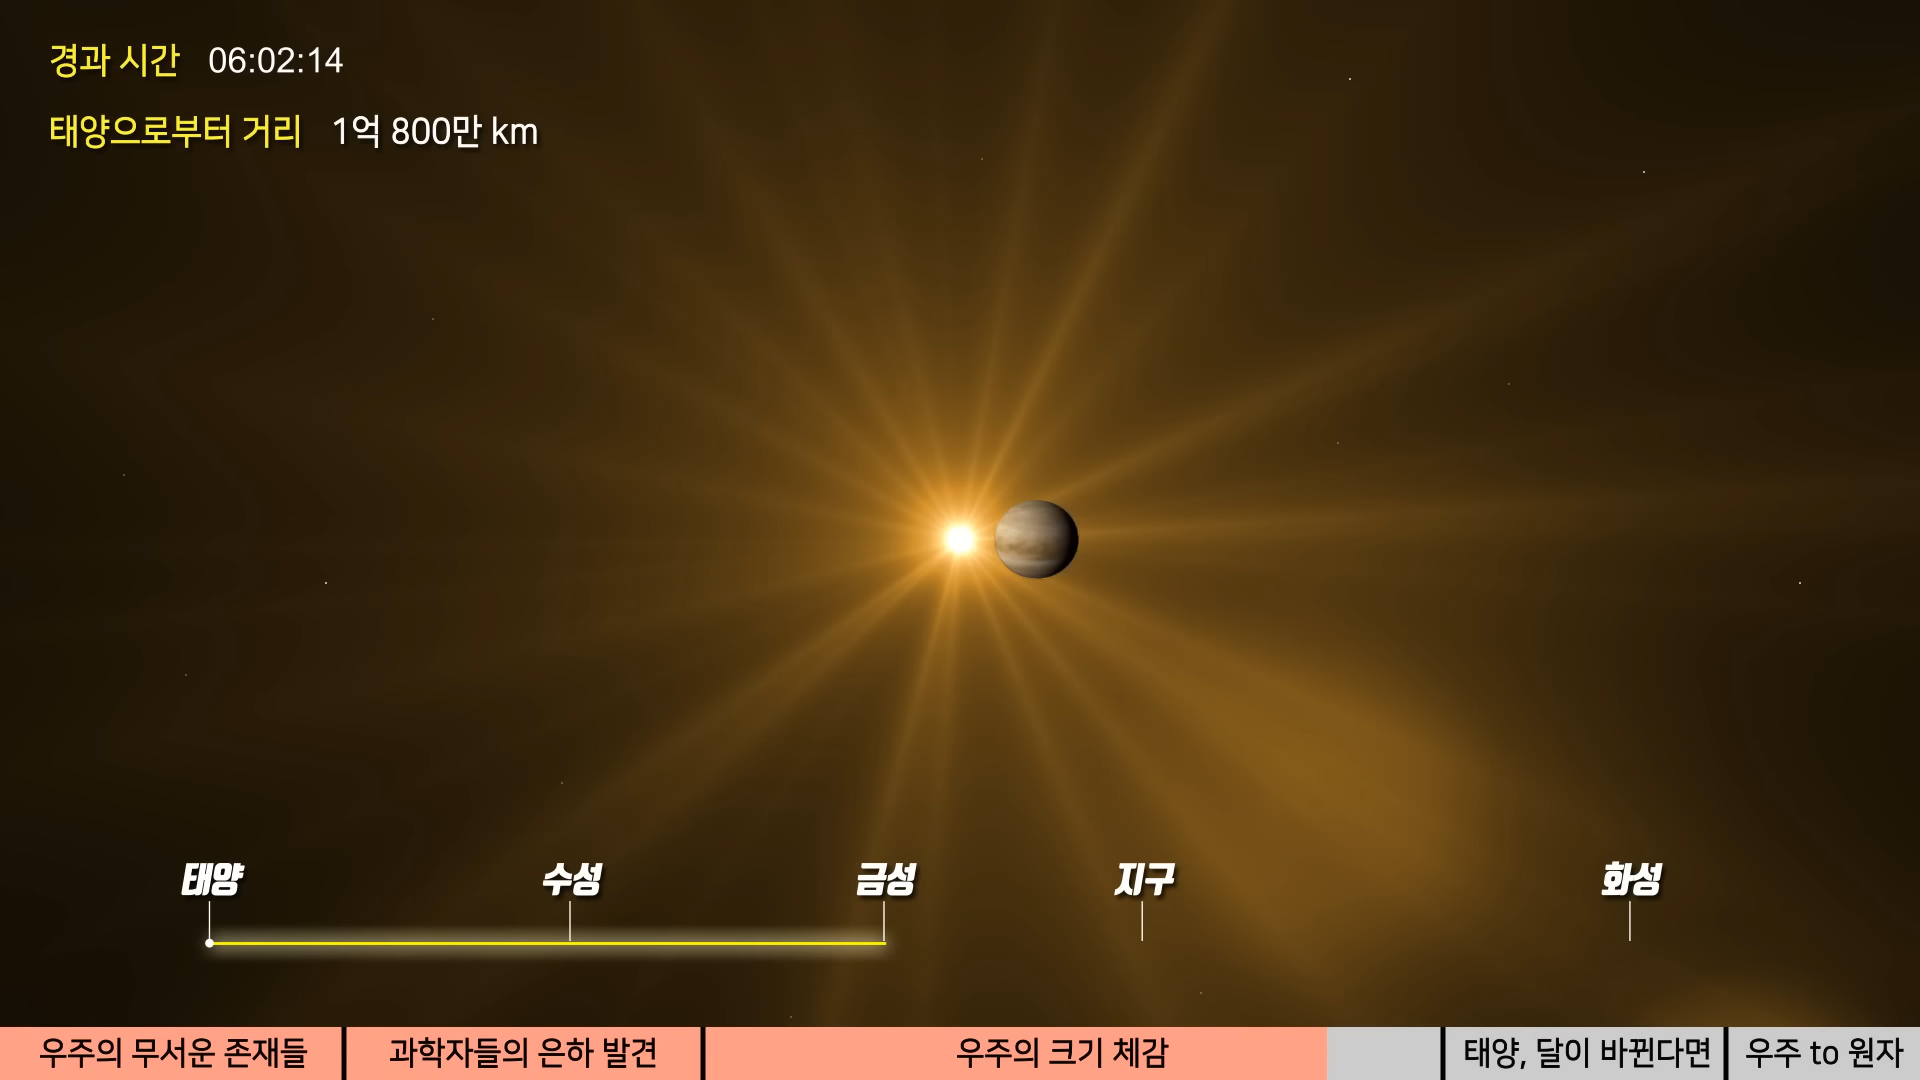 경과 시간 06:02:14
태양으로부터 거리 1억 800만 km
태양 수성 금성 지구 화성
우주의 무서운 존재들 과학자들의 은하 발견 우주의 크기 체감 태양, 달이 바뀐다면 우주 to 원자